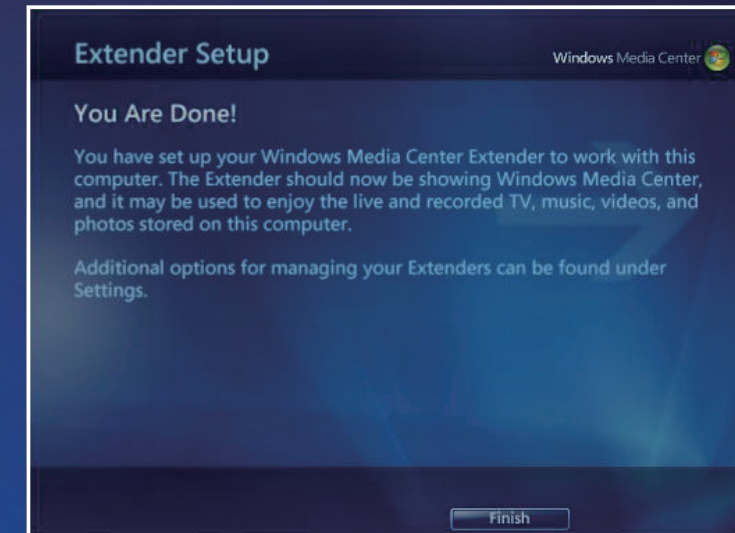 Extender Setup
Windows Media Center
You Are Done!
You have set up your Windows Media Center Extender to work with this
computer. The Extender should now be showing Windows Media Center,
and it may be used to enjoy the live and recorded TV, music, videos, and
photos stored on this computer.
Additional options for managing your Extenders can be found under
Settings.
Finish